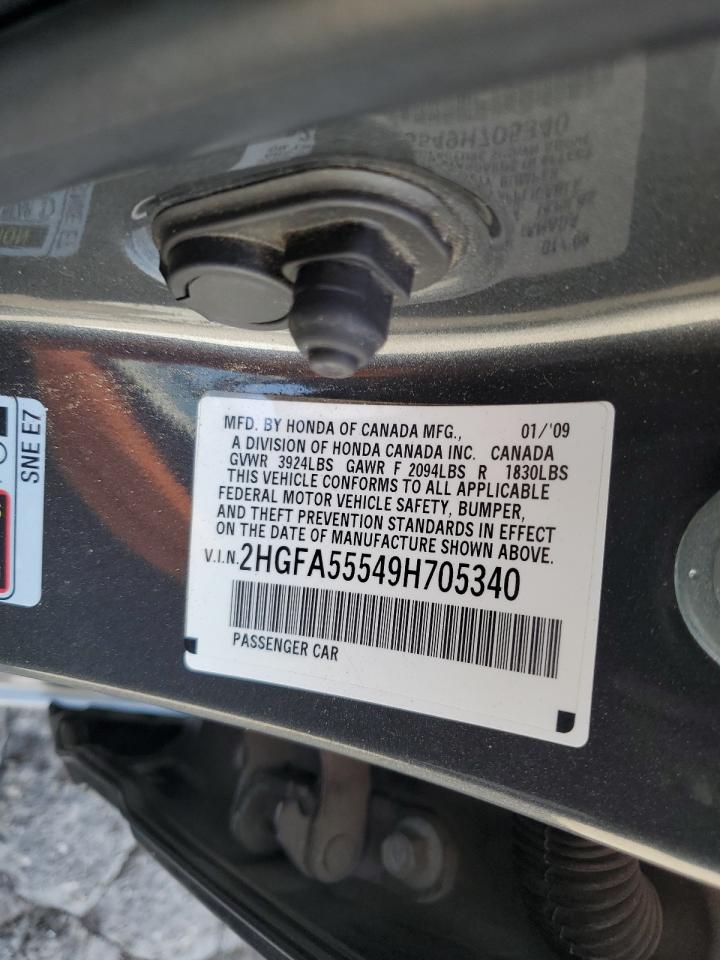 MFD. BY HONDA OF CANADA MFG., 01/'09
A DIVISION OF HONDA CANADA INC. CANADA
GVWR 3924LBS GAWR F 2094LBS R 1830LBS
THIS VEHICLE CONFORMS TO ALL APPLICABLE
FEDERAL MOTOR VEHICLE SAFETY, BUMPER,
AND THEFT PREVENTION STANDARDS IN EFFECT
ON THE DATE OF MANUFACTURE SHOWN ABOVE.
V.I.N. 2HGFA55549H705340
PASSENGER CAR
SNE E7